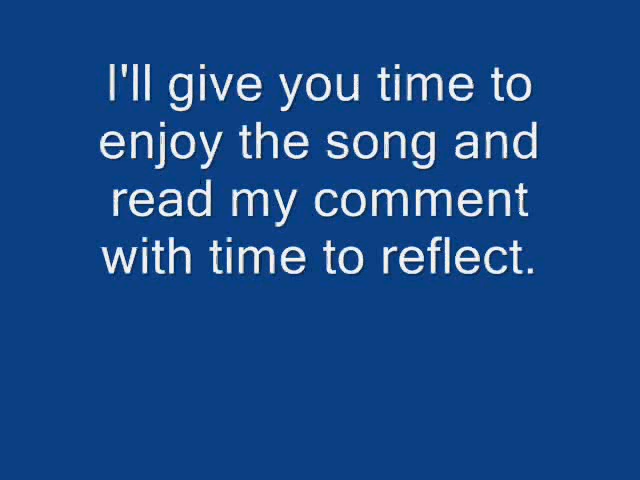 I'll give you time to
enjoy the song and
read my comment
with time to reflect.